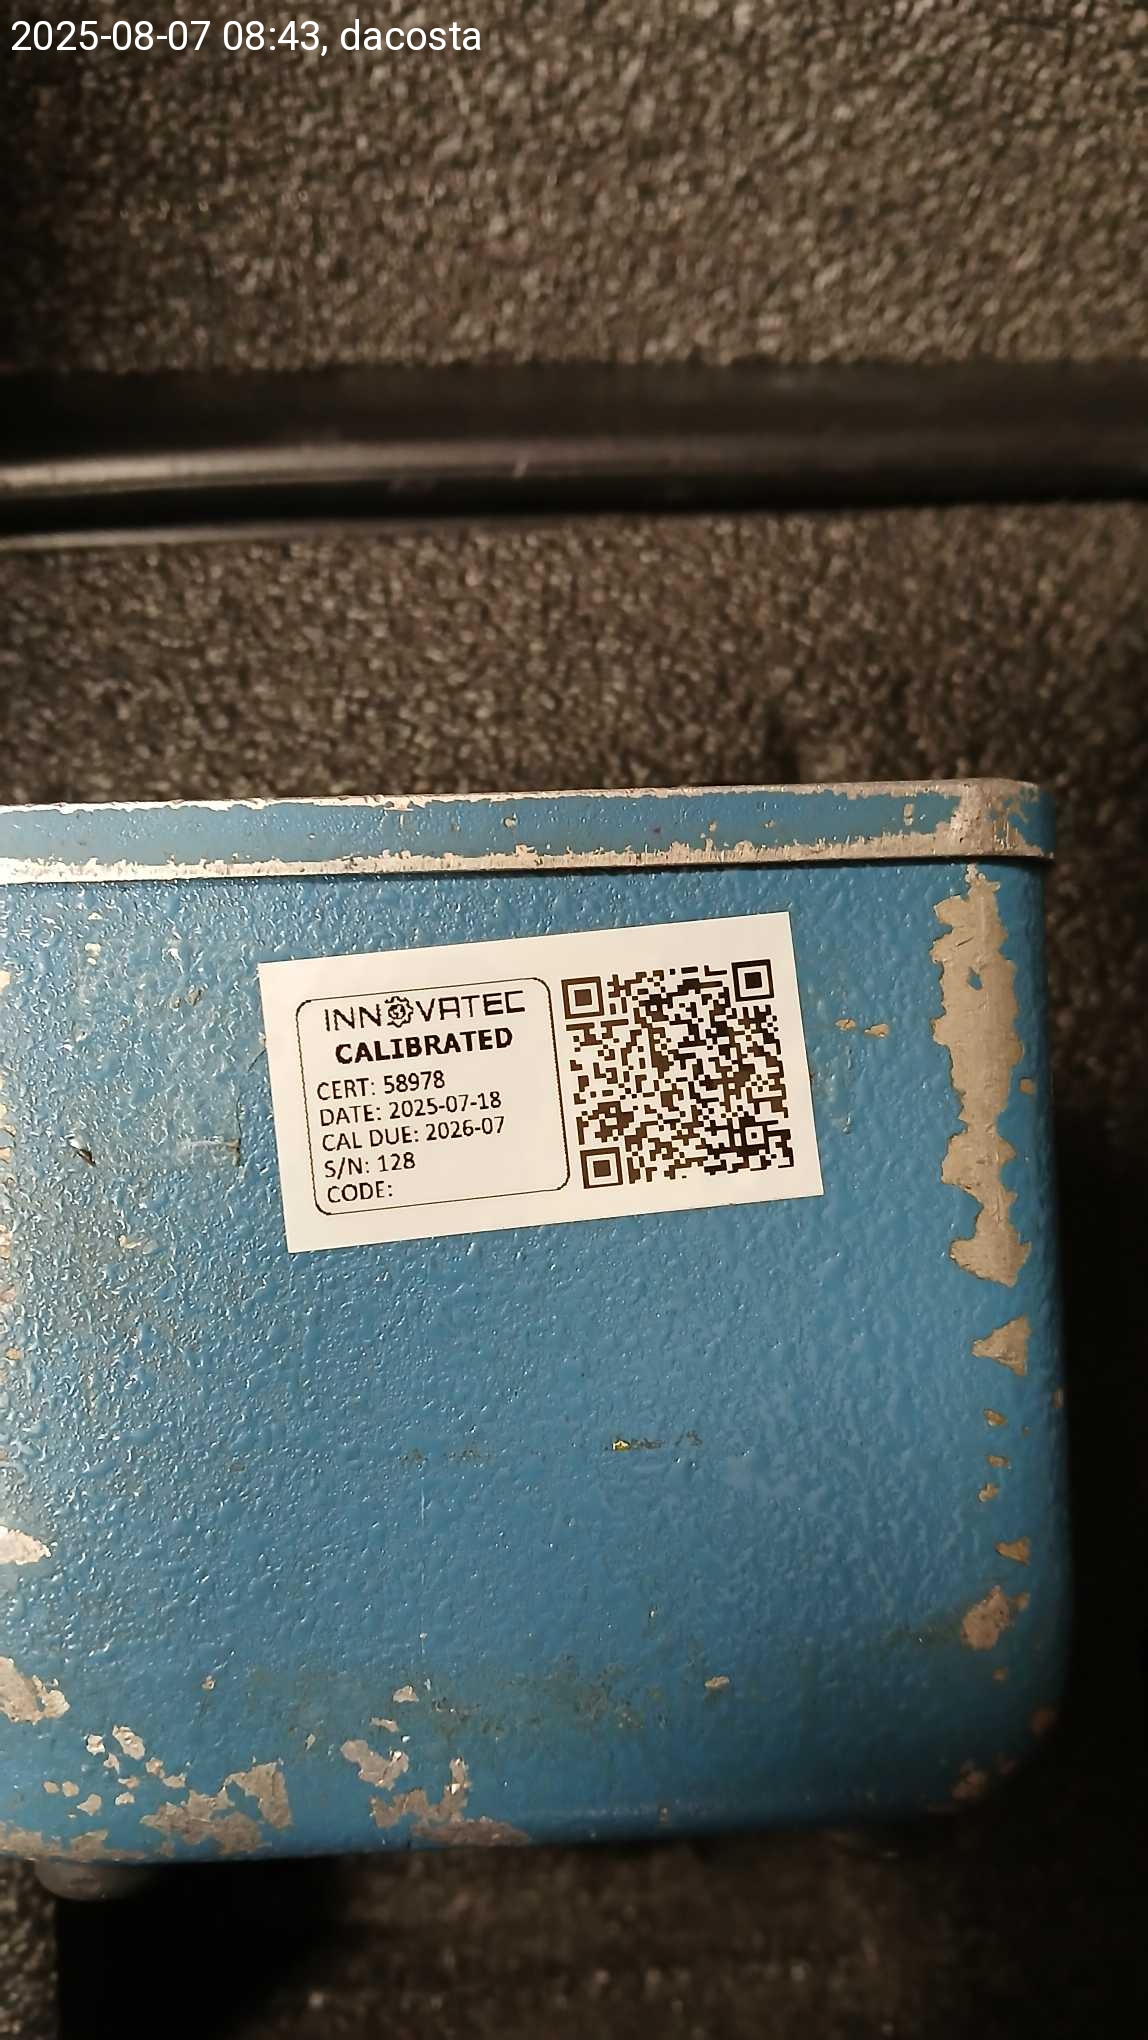 2025-08-07 08:43, dacosta
INNOVATEC
CALIBRATED
CERT: 58978
DATE: 2025-07-18
CAL DUE: 2026-07
S/N: 128
CODE: